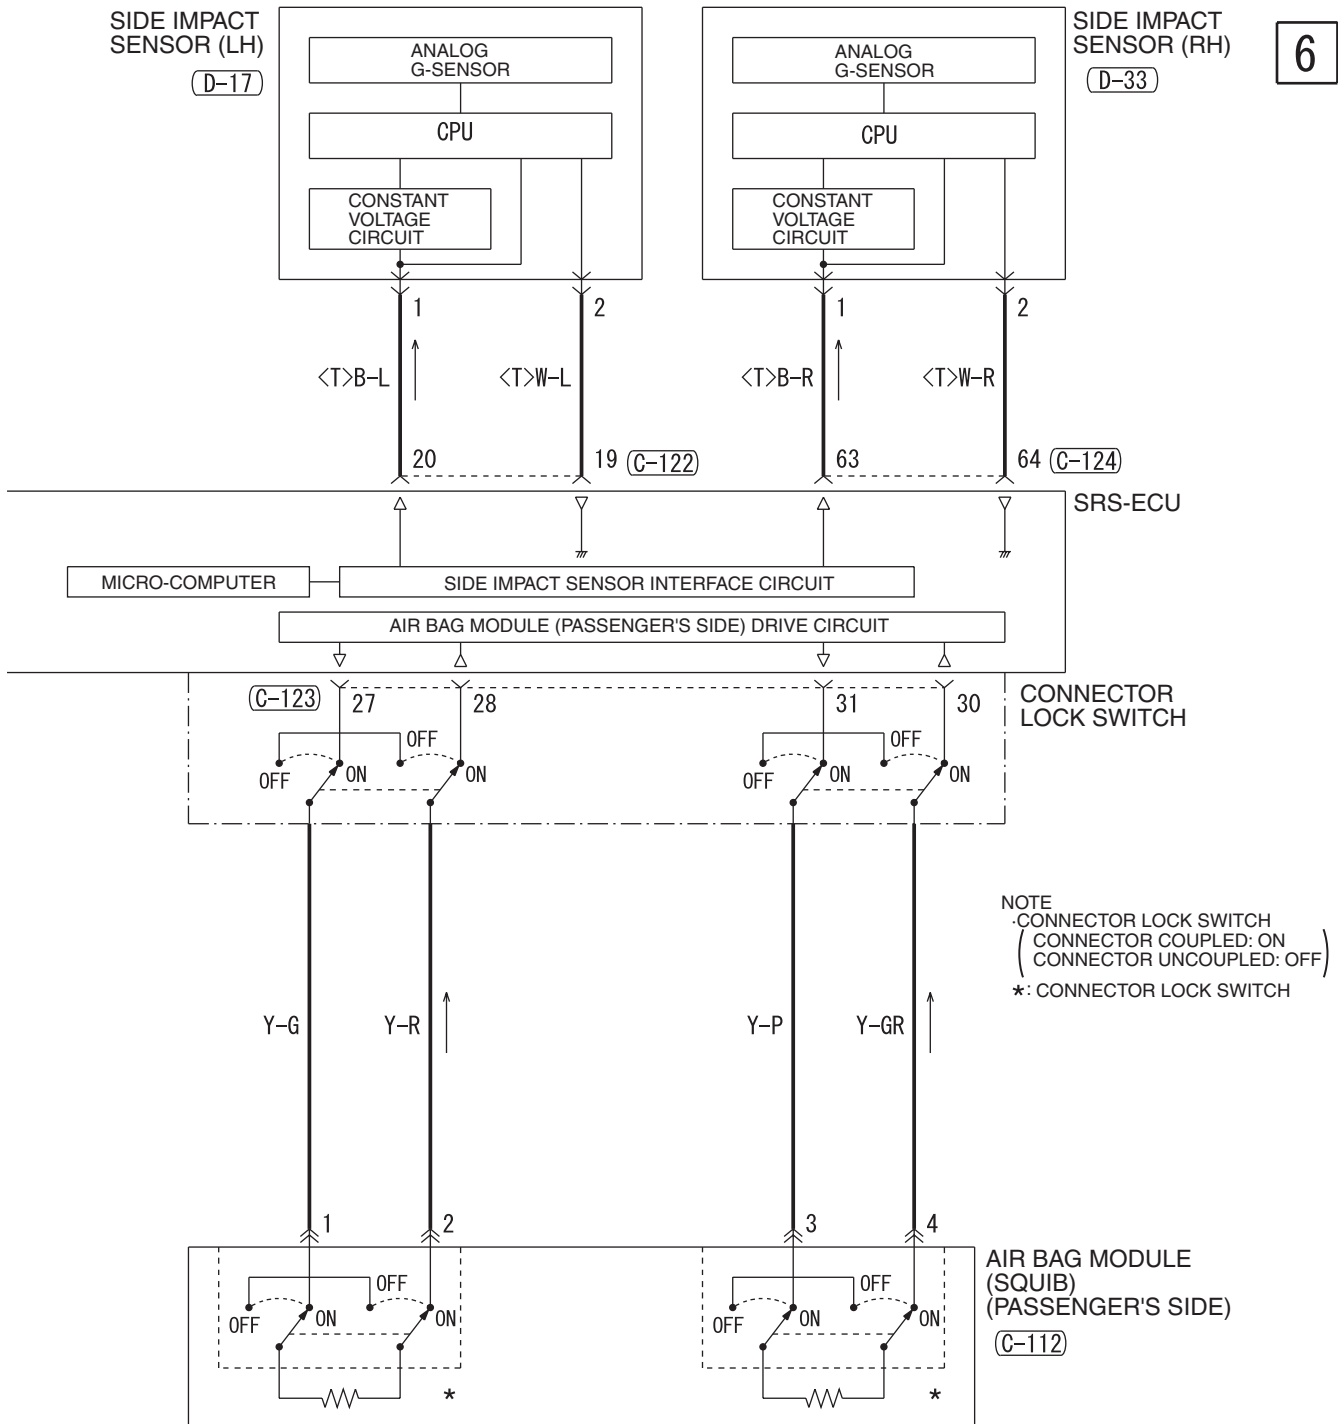 SIDE IMPACT
SENSOR (LH)
D-17
ANALOG
G-SENSOR
CPU
CONSTANT
VOLTAGE
CIRCUIT
SIDE IMPACT
SENSOR (RH)
D-33
ANALOG
G-SENSOR
CPU
CONSTANT
VOLTAGE
CIRCUIT
6
1 2 1 2
<T>B-L <T>W-L <T>B-R <T>W-R
20 19 C-122 63 64 C-124
SRS-ECU
MICRO-COMPUTER SIDE IMPACT SENSOR INTERFACE CIRCUIT
AIR BAG MODULE (PASSENGER'S SIDE) DRIVE CIRCUIT
C-123 27 28 31 30
CONNECTOR
LOCK SWITCH
OFF OFF
OFF ON ON OFF ON ON
NOTE
·CONNECTOR LOCK SWITCH
(CONNECTOR COUPLED: ON
CONNECTOR UNCOUPLED: OFF)
*: CONNECTOR LOCK SWITCH
Y-G Y-R Y-P Y-GR
1 2 3 4
AIR BAG MODULE
(SQUIB)
(PASSENGER'S SIDE)
C-112
OFF OFF
OFF ON ON OFF ON ON
* *